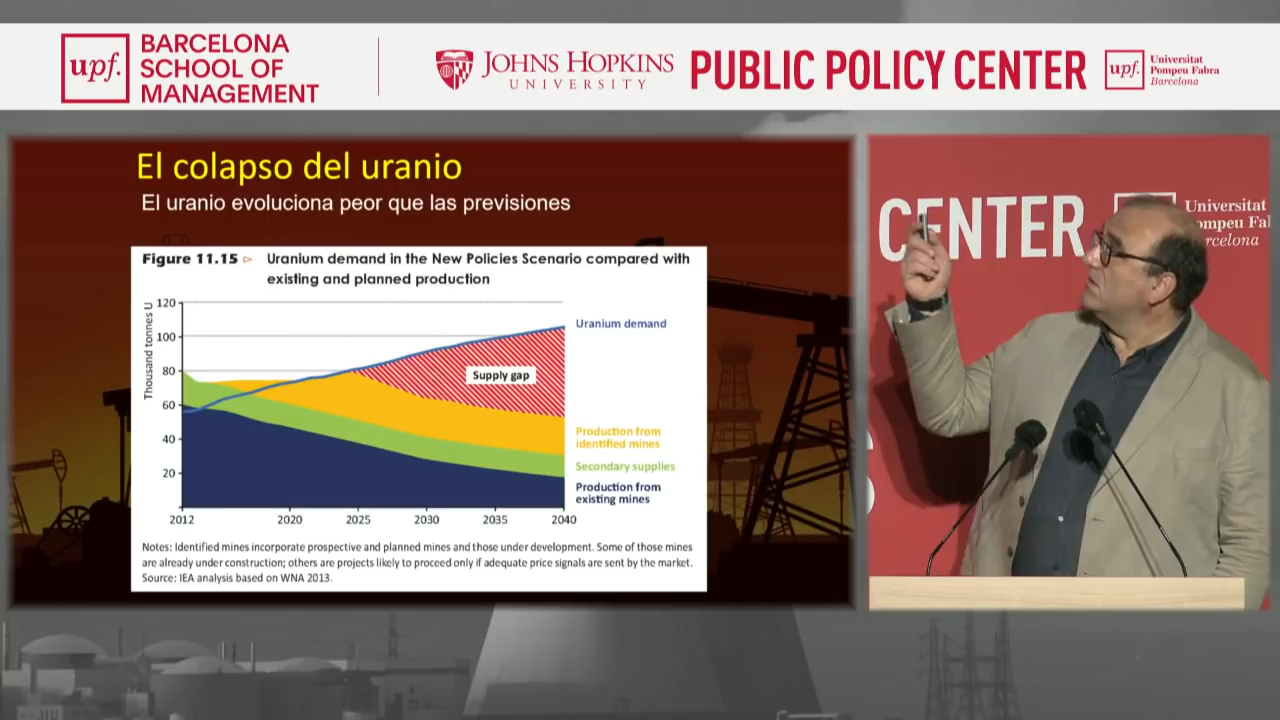 upf.
BARCELONA
SCHOOL OF
MANAGEMENT
JOHNS HOPKINS
UNIVERSITY
PUBLIC POLICY CENTER
upf.
Universitat
Pompeu Fabra
Barcelona
El colapso del uranio
El uranio evoluciona peor que las previsiones
Figure 11.15 ▷ Uranium demand in the New Policies Scenario compared with
existing and planned production
Thousand tonnes U
120
100
80
60
40
20
2012
2020
2025
2030
2035
2040
Uranium demand
Supply gap
Production from
identified mines
Secondary supplies
Production from
existing mines
Notes: Identified mines incorporate prospective and planned mines and those under development. Some of those mines
are already under construction; others are projects likely to proceed only if adequate price signals are sent by the market.
Source: IEA analysis based on WNA 2013.
CENTER
Universitat
ompeu Fa
rcelona